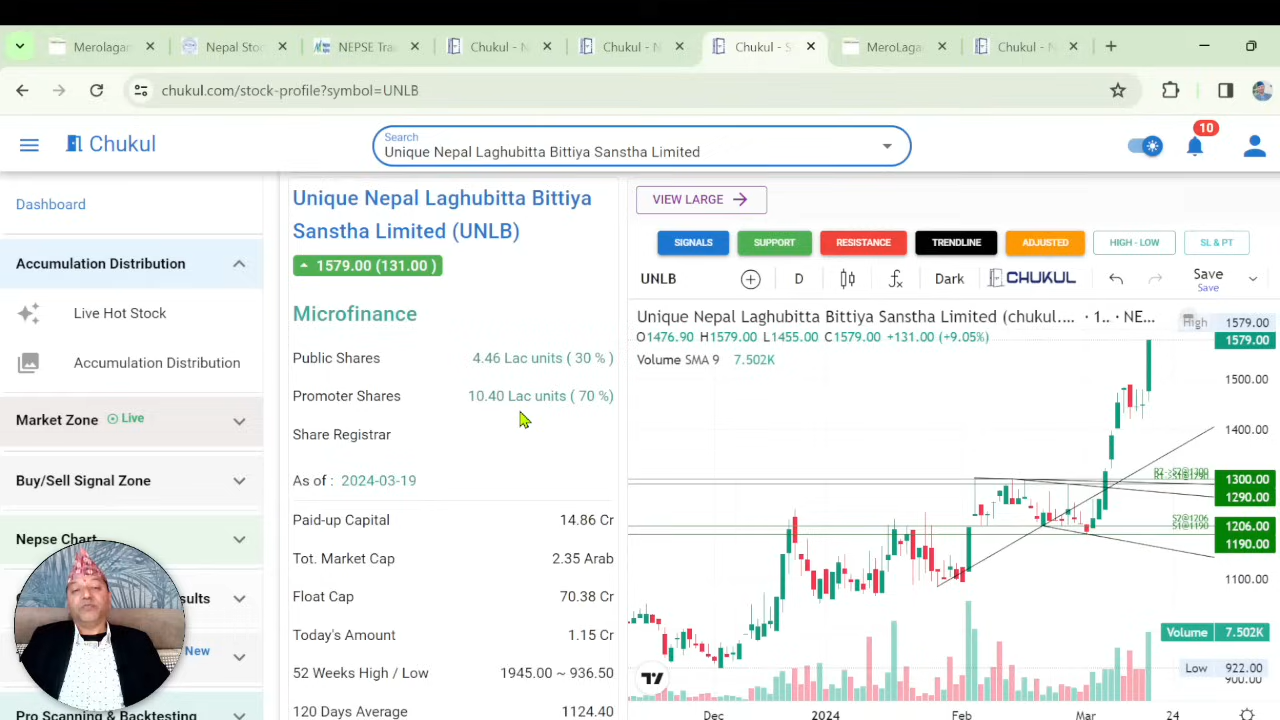 Merolagar
Nepal Stoc
NEPSE Tra
Chukul - N
Chukul - N
Chukul - S
MeroLaga
Chukul - N
chukul.com/stock-profile?symbol=UNLB
Chukul
Search
Unique Nepal Laghubitta Bittiya Sanstha Limited
10
Dashboard
Accumulation Distribution
Live Hot Stock
Accumulation Distribution
Market Zone Live
Buy/Sell Signal Zone
Nepse Chart
sults
New
Pro Scanning & Backtesting
Unique Nepal Laghubitta Bittiya
Sanstha Limited (UNLB)
1579.00 (131.00 )
Microfinance
Public Shares 4.46 Lac units ( 30 % )
Promoter Shares 10.40 Lac units ( 70 %)
Share Registrar
As of : 2024-03-19
Paid-up Capital 14.86 Cr
Tot. Market Cap 2.35 Arab
Float Cap 70.38 Cr
Today's Amount 1.15 Cr
52 Weeks High / Low 1945.00 ~ 936.50
120 Days Average 1124.40
VIEW LARGE
SIGNALS SUPPORT RESISTANCE TRENDLINE ADJUSTED HIGH - LOW SL & PT
UNLB D fx Dark CHUKUL Save
Save
Unique Nepal Laghubitta Bittiya Sanstha Limited (chukul.... · 1.. · NE...
O1476.90 H1579.00 L1455.00 C1579.00 +131.00 (+9.05%)
Volume SMA 9 7.502K
High 1579.00
1579.00
1500.00
1400.00
1300.00
1290.00
S2@1206 1206.00
S1@1190 1190.00
1100.00
Volume 7.502K
Low 922.00
900.00
Dec 2024 Feb Mar 24